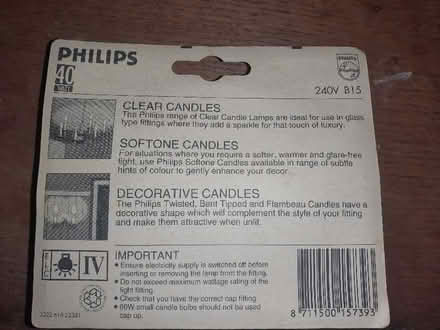 PHILIPS
PHILIPS
40
WATT
240V B15
CLEAR CANDLES
The Philips range of Clear Candle Lamps are ideal for use in glass
type fittings where they add a sparkle for that touch of luxury.
SOFTONE CANDLES
For situations where you require a softer, warmer and glare-free
light, use Philips Softone Candles available in range of subtle
hints of colour to gently enhance your decor.
DECORATIVE CANDLES
The Philips Twisted, Bent Tipped and Flambeau Candles have a
decorative shape which will complement the style of your fitting
and make them attractive when unlit.
IV
IMPORTANT
• Ensure electricity supply is switched off before
inserting or removing the lamp from the fitting.
• Do not exceed maximum wattage rating of the
light fitting.
• Check that you have the correct cap fitting
• 60W small candle bulbs should not be used
cap up.
8 711500 157393